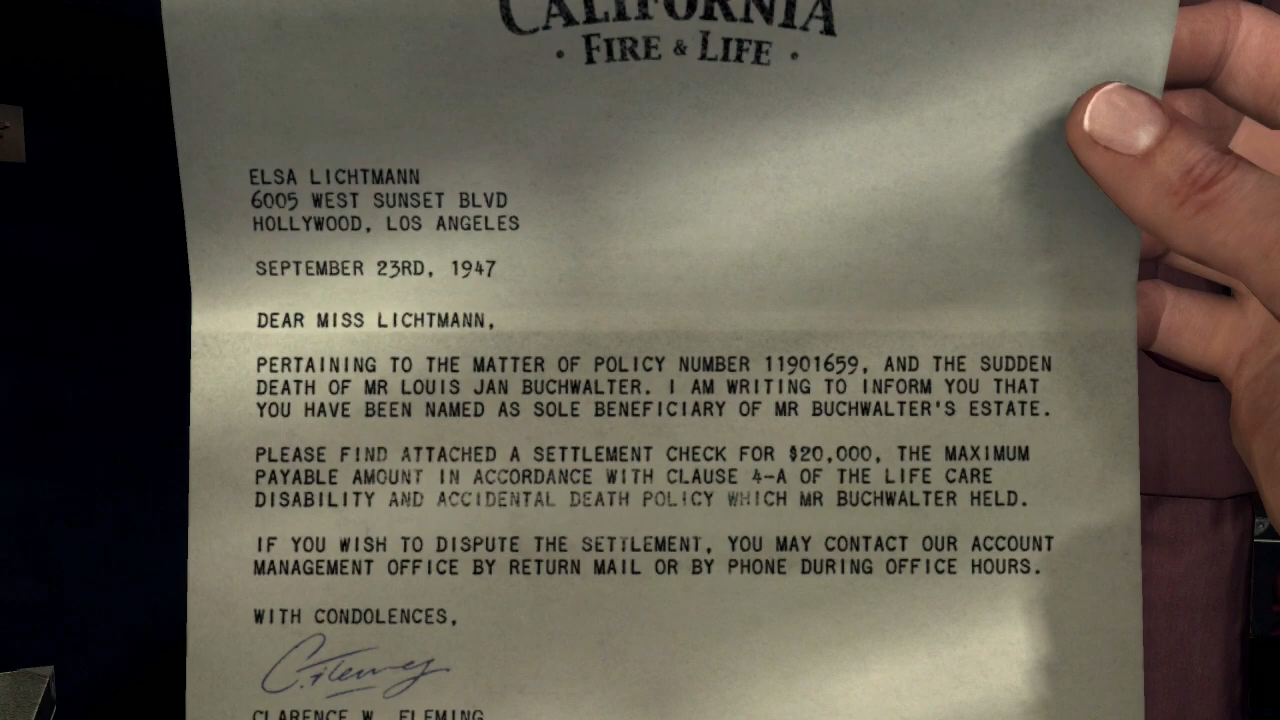 CALIFORNIA
· FIRE & LIFE ·
ELSA LICHTMANN
6005 WEST SUNSET BLVD
HOLLYWOOD, LOS ANGELES
SEPTEMBER 23RD, 1947
DEAR MISS LICHTMANN,
PERTAINING TO THE MATTER OF POLICY NUMBER 11901659, AND THE SUDDEN
DEATH OF MR LOUIS JAN BUCHWALTER. I AM WRITING TO INFORM YOU THAT
YOU HAVE BEEN NAMED AS SOLE BENEFICIARY OF MR BUCHWALTER'S ESTATE.
PLEASE FIND ATTACHED A SETTLEMENT CHECK FOR $20,000, THE MAXIMUM
PAYABLE AMOUNT IN ACCORDANCE WITH CLAUSE 4-A OF THE LIFE CARE
DISABILITY AND ACCIDENTAL DEATH POLICY WHICH MR BUCHWALTER HELD.
IF YOU WISH TO DISPUTE THE SETTLEMENT, YOU MAY CONTACT OUR ACCOUNT
MANAGEMENT OFFICE BY RETURN MAIL OR BY PHONE DURING OFFICE HOURS.
WITH CONDOLENCES,
C. Fleming
CLARENCE W. FLEMING